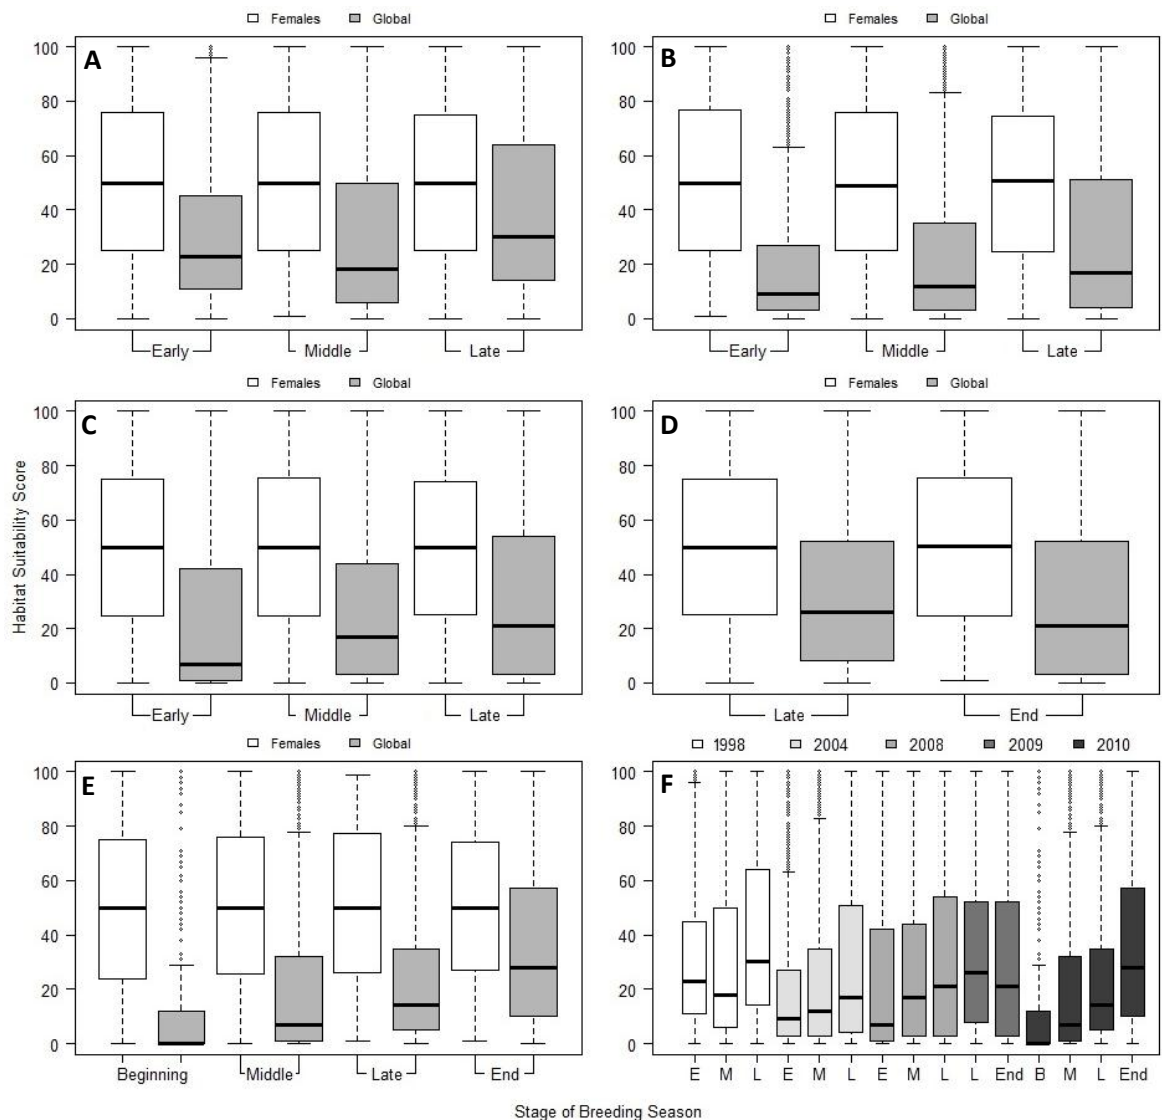 Females Global
Females Global
A
100
80
60
40
20
0
Early Middle Late
B
100
80
60
40
20
0
Early Middle Late
Females Global
Females Global
Habitat Suitability Score
C
100
80
60
40
20
0
Early Middle Late
D
100
80
60
40
20
0
Late End
Females Global
1998 2004 2008 2009 2010
E
100
80
60
40
20
0
Beginning Middle Late End
F
100
80
60
40
20
0
E M L E M L E M L L End B M L End
Stage of Breeding Season